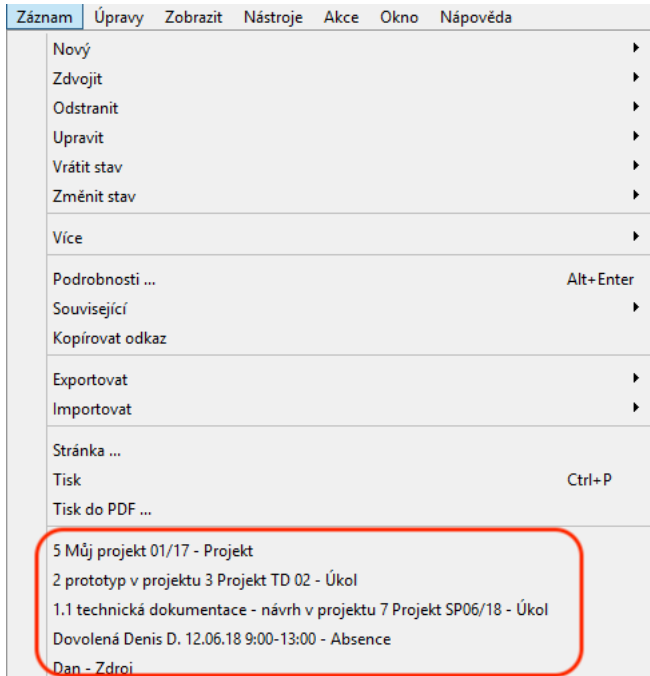 Záznam Úpravy Zobrazit Nástroje Akce Okno Nápověda
Nový
Zdvojit
Odstranit
Upravit
Vrátit stav
Změnit stav
Více
Podrobnosti ... Alt+Enter
Související
Kopírovat odkaz
Exportovat
Importovat
Stránka ...
Tisk Ctrl+P
Tisk do PDF ...
5 Můj projekt 01/17 - Projekt
2 prototyp v projektu 3 Projekt TD 02 - Úkol
1.1 technická dokumentace - návrh v projektu 7 Projekt SP06/18 - Úkol
Dovolená Denis D. 12.06.18 9:00-13:00 - Absence
Dan - Zdroj